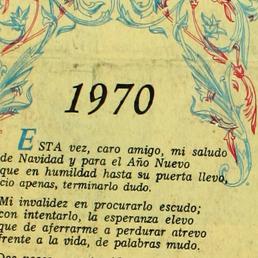 1970
ESTA vez, caro amigo, mi saludo
de Navidad y para el Año Nuevo
que en humildad hasta su puerta llevo,
cio apenas, terminarlo dudo.
Mi invalidez en procurarlo escudo;
con intentarlo, la esperanza elevo
que de aferrarme a perdurar atrevo
frente a la vida, de palabras mudo.